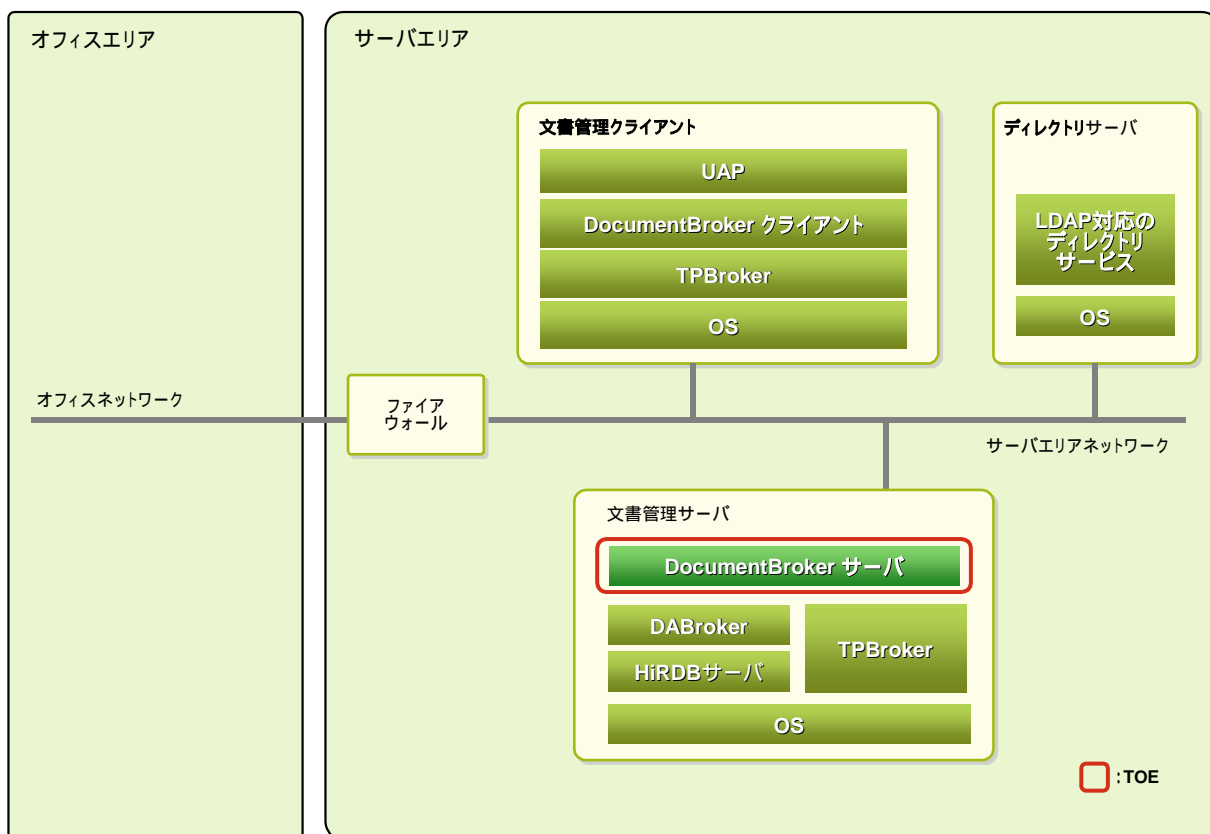 オフィスエリア
サーバエリア
文書管理クライアント
UAP
DocumentBroker クライアント
TPBroker
OS
ディレクトリサーバ
LDAP対応の
ディレクトリ
サービス
OS
オフィスネットワーク
ファイア
ウォール
サーバエリアネットワーク
文書管理サーバ
DocumentBroker サーバ
DABroker
HiRDBサーバ
TPBroker
OS
:TOE